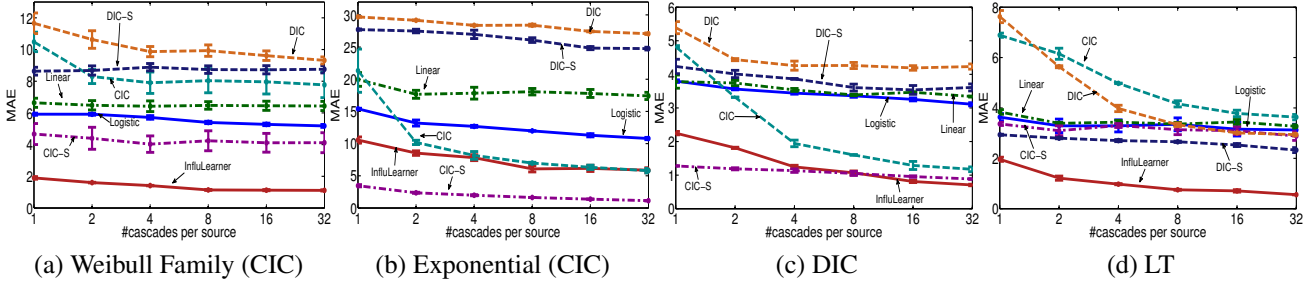 12
10
8
6
4
2
0
MAE
1 2 4 8 16 32
#cascades per source
DIC-S
DIC
Linear
CIC
Logistic
CIC-S
InfluLearner
(a) Weibull Family (CIC)
30
25
20
15
10
5
0
MAE
1 2 4 8 16 32
#cascades per source
DIC
DIC-S
Linear
CIC
Logistic
InfluLearner
CIC-S
(b) Exponential (CIC)
6
5
4
3
2
1
0
MAE
1 2 4 8 16 32
#cascades per source
DIC
DIC-S
Logistic
Linear
CIC
CIC-S
InfluLearner
(c) DIC
8
6
4
2
0
MAE
1 2 4 8 16 32
#cascades per source
CIC
DIC
Logistic
Linear
CIC-S
DIC-S
InfluLearner
(d) LT